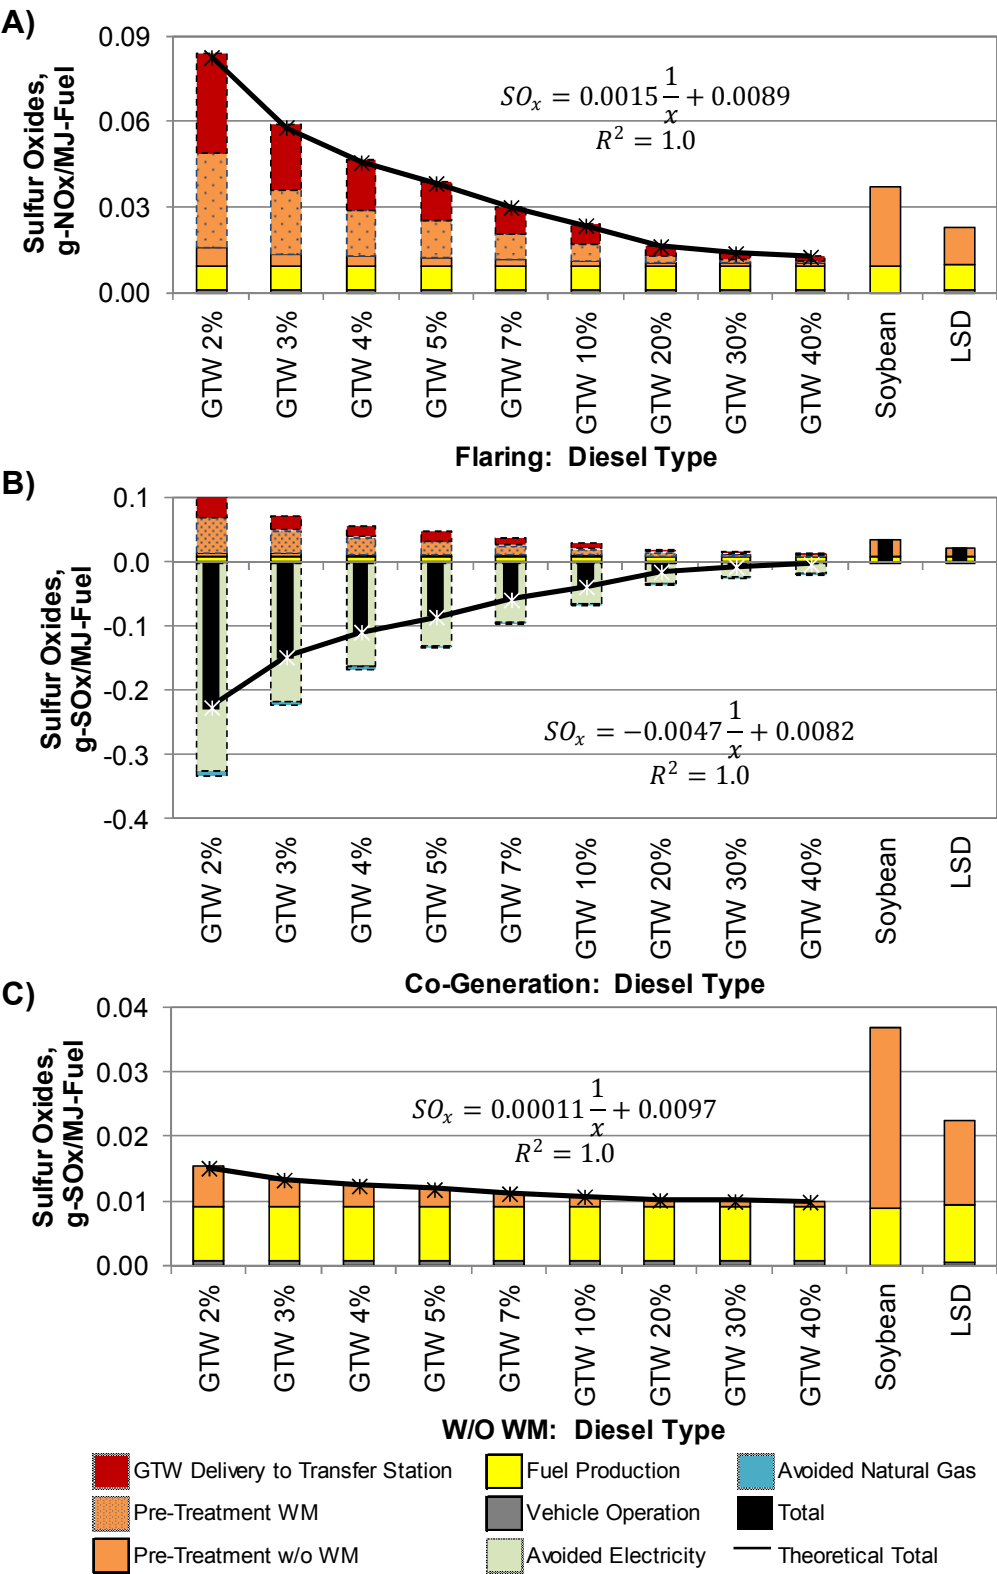 A)
Sulfur Oxides,
g-NOx/MJ-Fuel
0.09
0.06
0.03
0.00
SOx = 0.0015 1/x + 0.0089
R² = 1.0
GTW 2%
GTW 3%
GTW 4%
GTW 5%
GTW 7%
GTW 10%
GTW 20%
GTW 30%
GTW 40%
Soybean
LSD
Flaring: Diesel Type
B)
Sulfur Oxides,
g-SOx/MJ-Fuel
0.1
0.0
-0.1
-0.2
-0.3
-0.4
SOx = −0.0047 1/x + 0.0082
R² = 1.0
GTW 2%
GTW 3%
GTW 4%
GTW 5%
GTW 7%
GTW 10%
GTW 20%
GTW 30%
GTW 40%
Soybean
LSD
Co-Generation: Diesel Type
C)
Sulfur Oxides,
g-SOx/MJ-Fuel
0.04
0.03
0.02
0.01
0.00
SOx = 0.00011 1/x + 0.0097
R² = 1.0
GTW 2%
GTW 3%
GTW 4%
GTW 5%
GTW 7%
GTW 10%
GTW 20%
GTW 30%
GTW 40%
Soybean
LSD
W/O WM: Diesel Type
GTW Delivery to Transfer Station
Fuel Production
Avoided Natural Gas
Pre-Treatment WM
Vehicle Operation
Total
Pre-Treatment w/o WM
Avoided Electricity
Theoretical Total